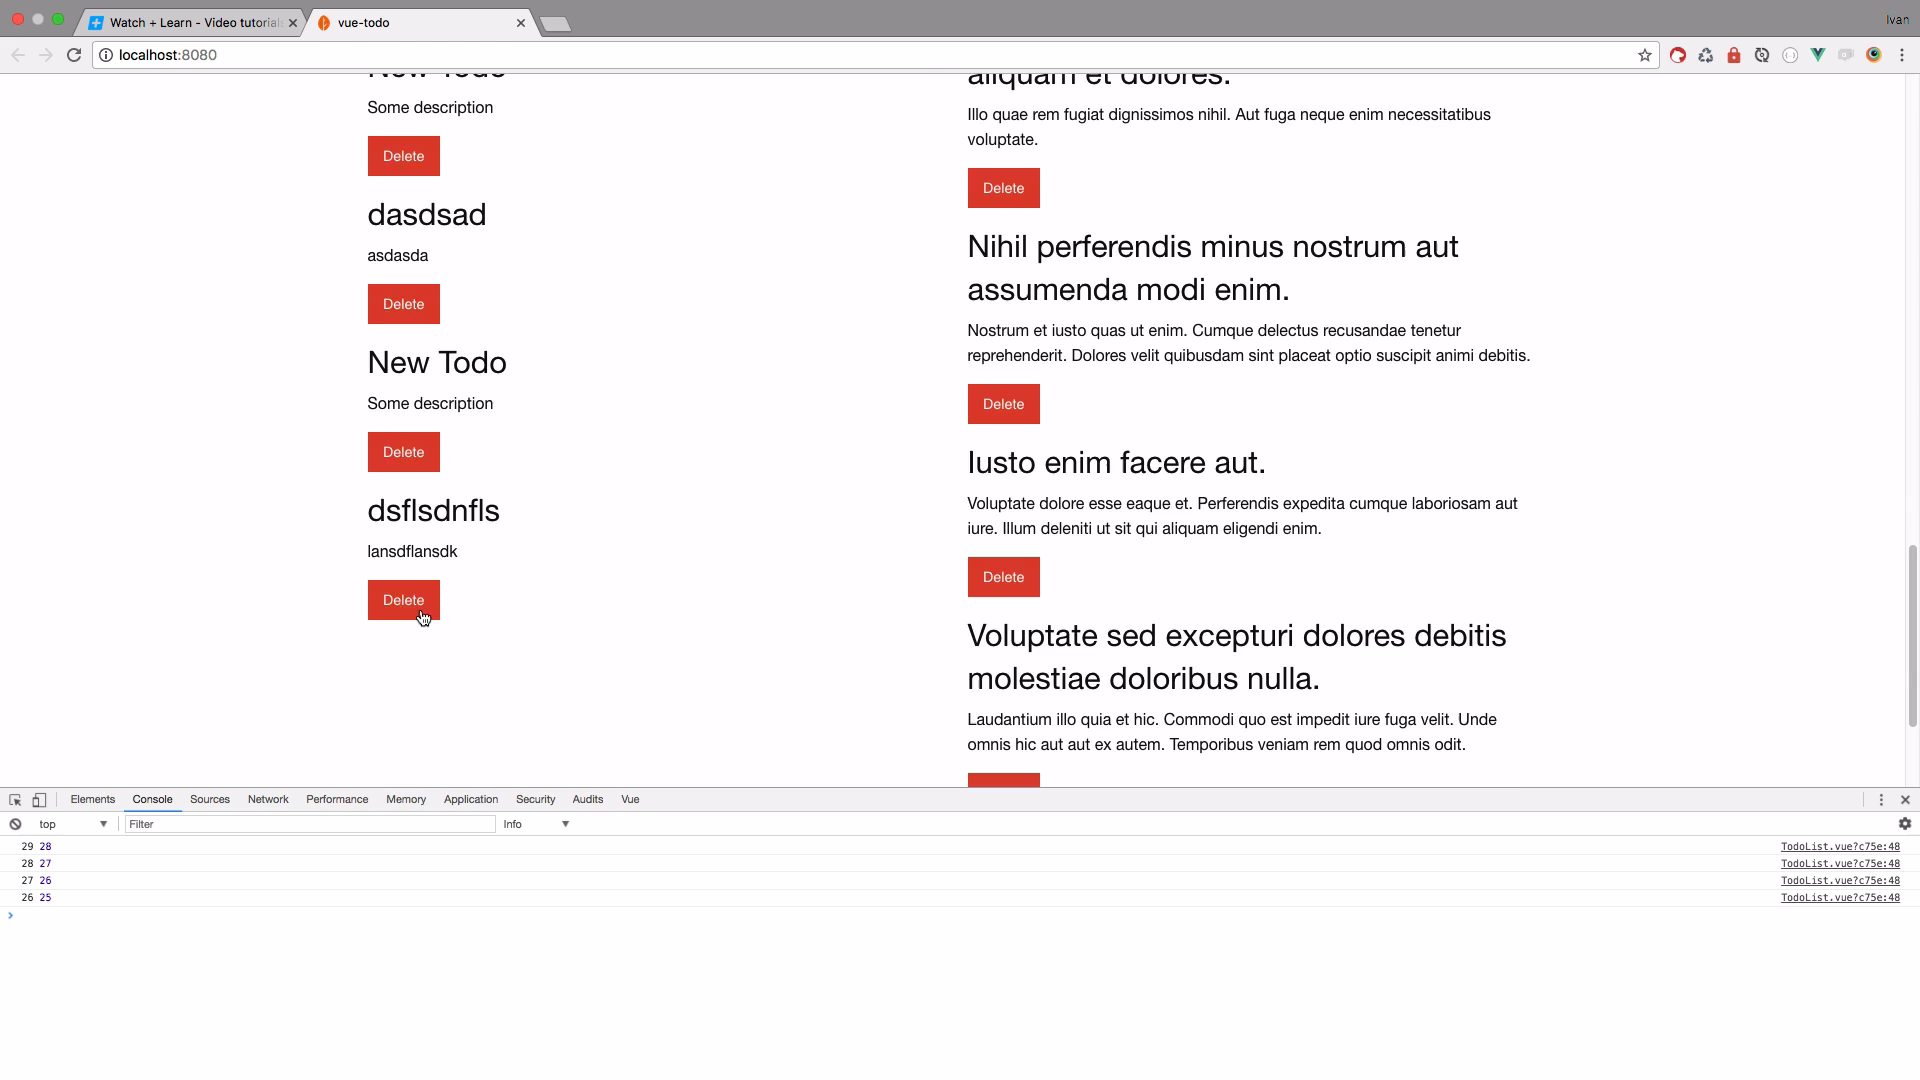 Watch + Learn - Video tutorials
vue-todo
Ivan
localhost:8080
New Todo
Some description
Delete
dasdsad
asdasda
Delete
New Todo
Some description
Delete
dsflsdnfls
lansdflansdk
Delete
aliquam et dolores.
Illo quae rem fugiat dignissimos nihil. Aut fuga neque enim necessitatibus
voluptate.
Delete
Nihil perferendis minus nostrum aut
assumenda modi enim.
Nostrum et iusto quas ut enim. Cumque delectus recusandae tenetur
reprehenderit. Dolores velit quibusdam sint placeat optio suscipit animi debitis.
Delete
Iusto enim facere aut.
Voluptate dolore esse eaque et. Perferendis expedita cumque laboriosam aut
iure. Illum deleniti ut sit qui aliquam eligendi enim.
Delete
Voluptate sed excepturi dolores debitis
molestiae doloribus nulla.
Laudantium illo quia et hic. Commodi quo est impedit iure fuga velit. Unde
omnis hic aut aut ex autem. Temporibus veniam rem quod omnis odit.
Elements Console Sources Network Performance Memory Application Security Audits Vue
top Filter Info
29 28 TodoList.vue?c75e:48
28 27 TodoList.vue?c75e:48
27 26 TodoList.vue?c75e:48
26 25 TodoList.vue?c75e:48